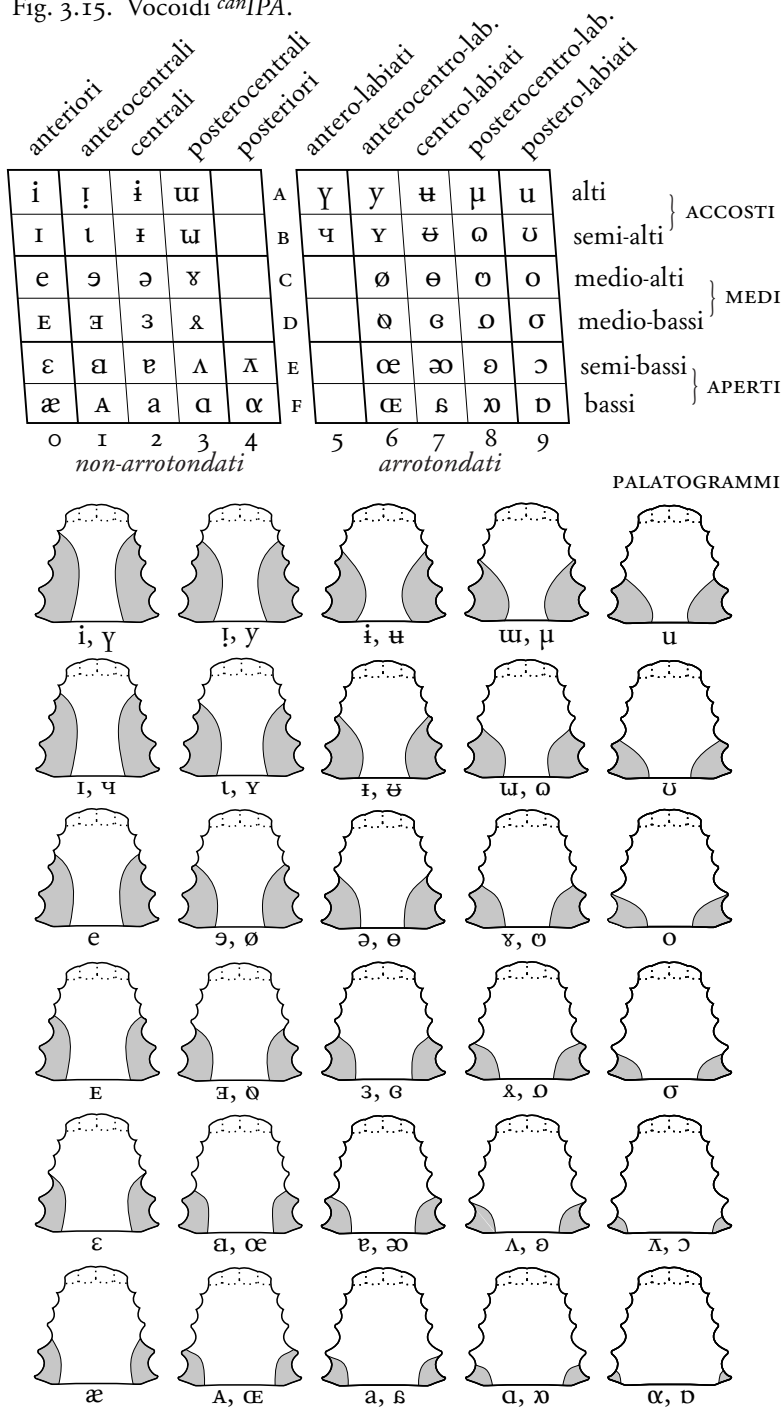 Fig. 3.15. Vocoidi canIPA.
anteriori anterocentrali centrali posterocentrali posteriori antero-labiati anterocentro-lab. centro-labiati posterocentro-lab. postero-labiati
i ị ɨ ɯ A Y y ʉ μ u alti
ɪ ɩ ᵻ ɰ B ꃅ ʏ ᵿ ɷ ʊ semi-alti
ACCOSTI
e ɘ ə ɤ C ø ɵ o medio-alti
E ⱻ ɜ D ɞ σ medio-bassi
MEDI
ɛ ɐ ʌ E œ ɔ semi-bassi
æ ᴀ a ɑ α F ɶ ɒ bassi
APERTI
0 1 2 3 4 5 6 7 8 9
non-arrotondati arrotondati
PALATOGRAMMI
i, Y ị, y ɨ, ʉ ɯ, μ u
ɪ, ɩ, ʏ ᵻ, ᵿ ɷ ʊ
e ɘ, ø ə, ɵ ɤ, o
E ⱻ, ɜ, ɞ σ
ɛ œ ɐ, ʌ, ɔ
æ ᴀ, ɶ a, ɑ, α, ɒ